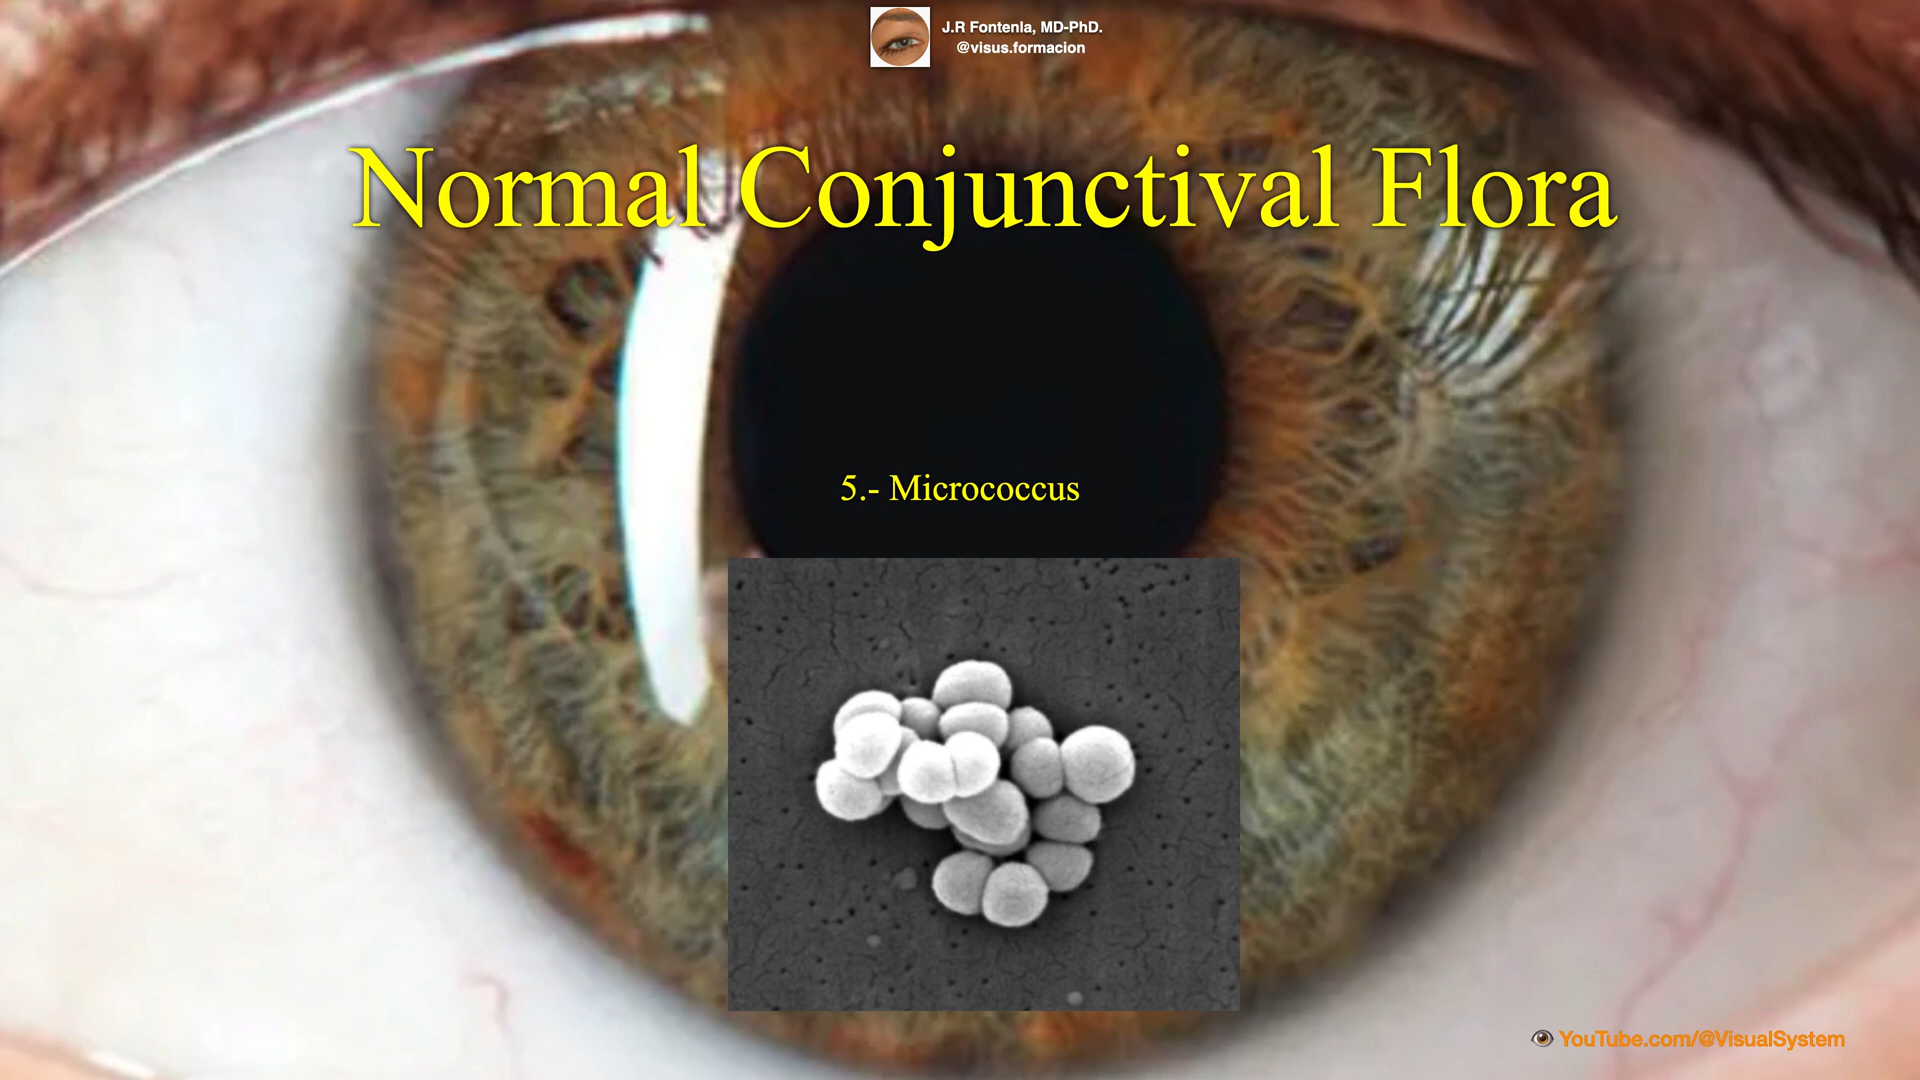 J.R Fontenla, MD-PhD.
@visus.formacion
Normal Conjunctival Flora
5.- Micrococcus
YouTube.com/@VisualSystem